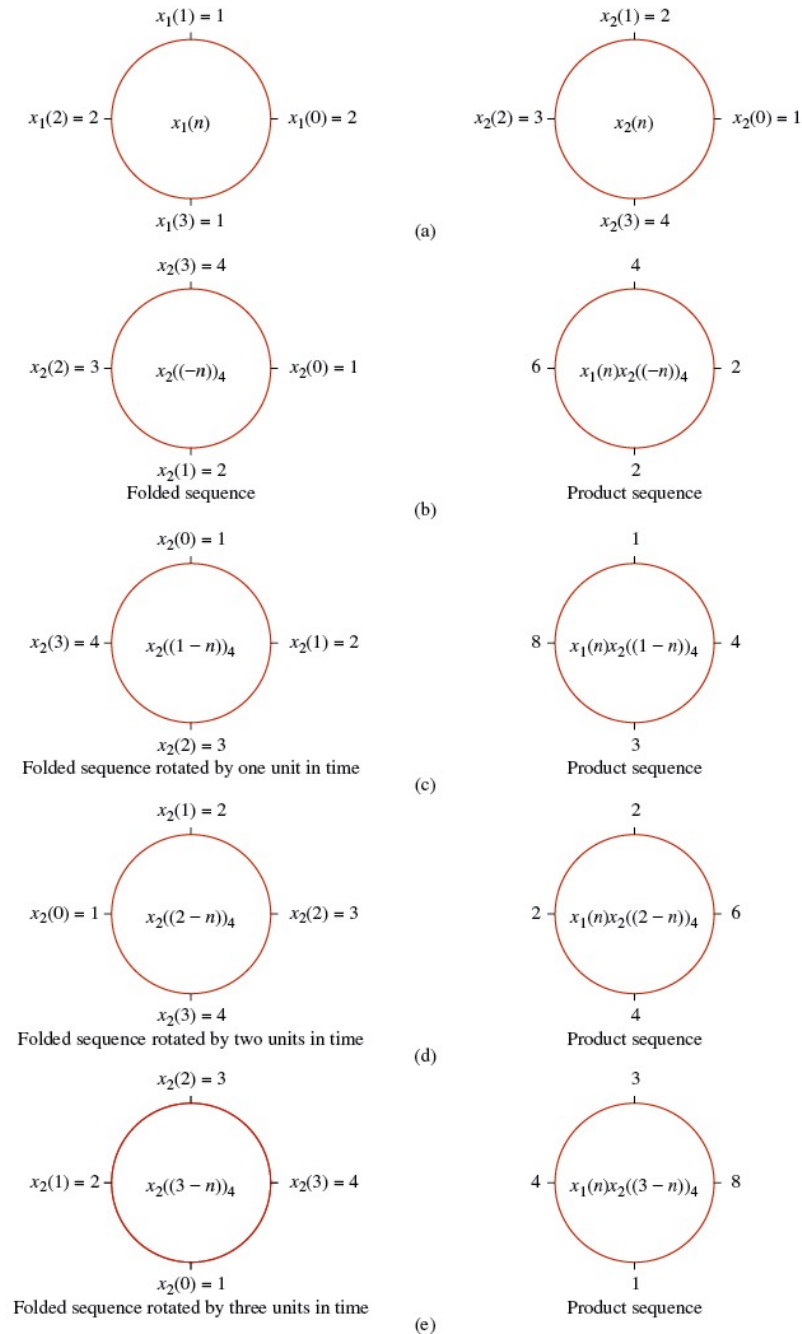 x₁(1) = 1
x₂(1) = 2
x₁(2) = 2
x₁(n)
x₁(0) = 2
x₂(2) = 3
x₂(n)
x₂(0) = 1
x₁(3) = 1
x₂(3) = 4
(a)
x₂(3) = 4
4
x₂(2) = 3
x₂((−n))₄
x₂(0) = 1
6
x₁(n)x₂((−n))₄
2
x₂(1) = 2
2
Folded sequence
Product sequence
(b)
x₂(0) = 1
1
x₂(3) = 4
x₂((1 − n))₄
x₂(1) = 2
8
x₁(n)x₂((1 − n))₄
4
x₂(2) = 3
3
Folded sequence rotated by one unit in time
Product sequence
(c)
x₂(1) = 2
2
x₂(0) = 1
x₂((2 − n))₄
x₂(2) = 3
2
x₁(n)x₂((2 − n))₄
6
x₂(3) = 4
4
Folded sequence rotated by two units in time
Product sequence
(d)
x₂(2) = 3
3
x₂(1) = 2
x₂((3 − n))₄
x₂(3) = 4
4
x₁(n)x₂((3 − n))₄
8
x₂(0) = 1
1
Folded sequence rotated by three units in time
Product sequence
(e)